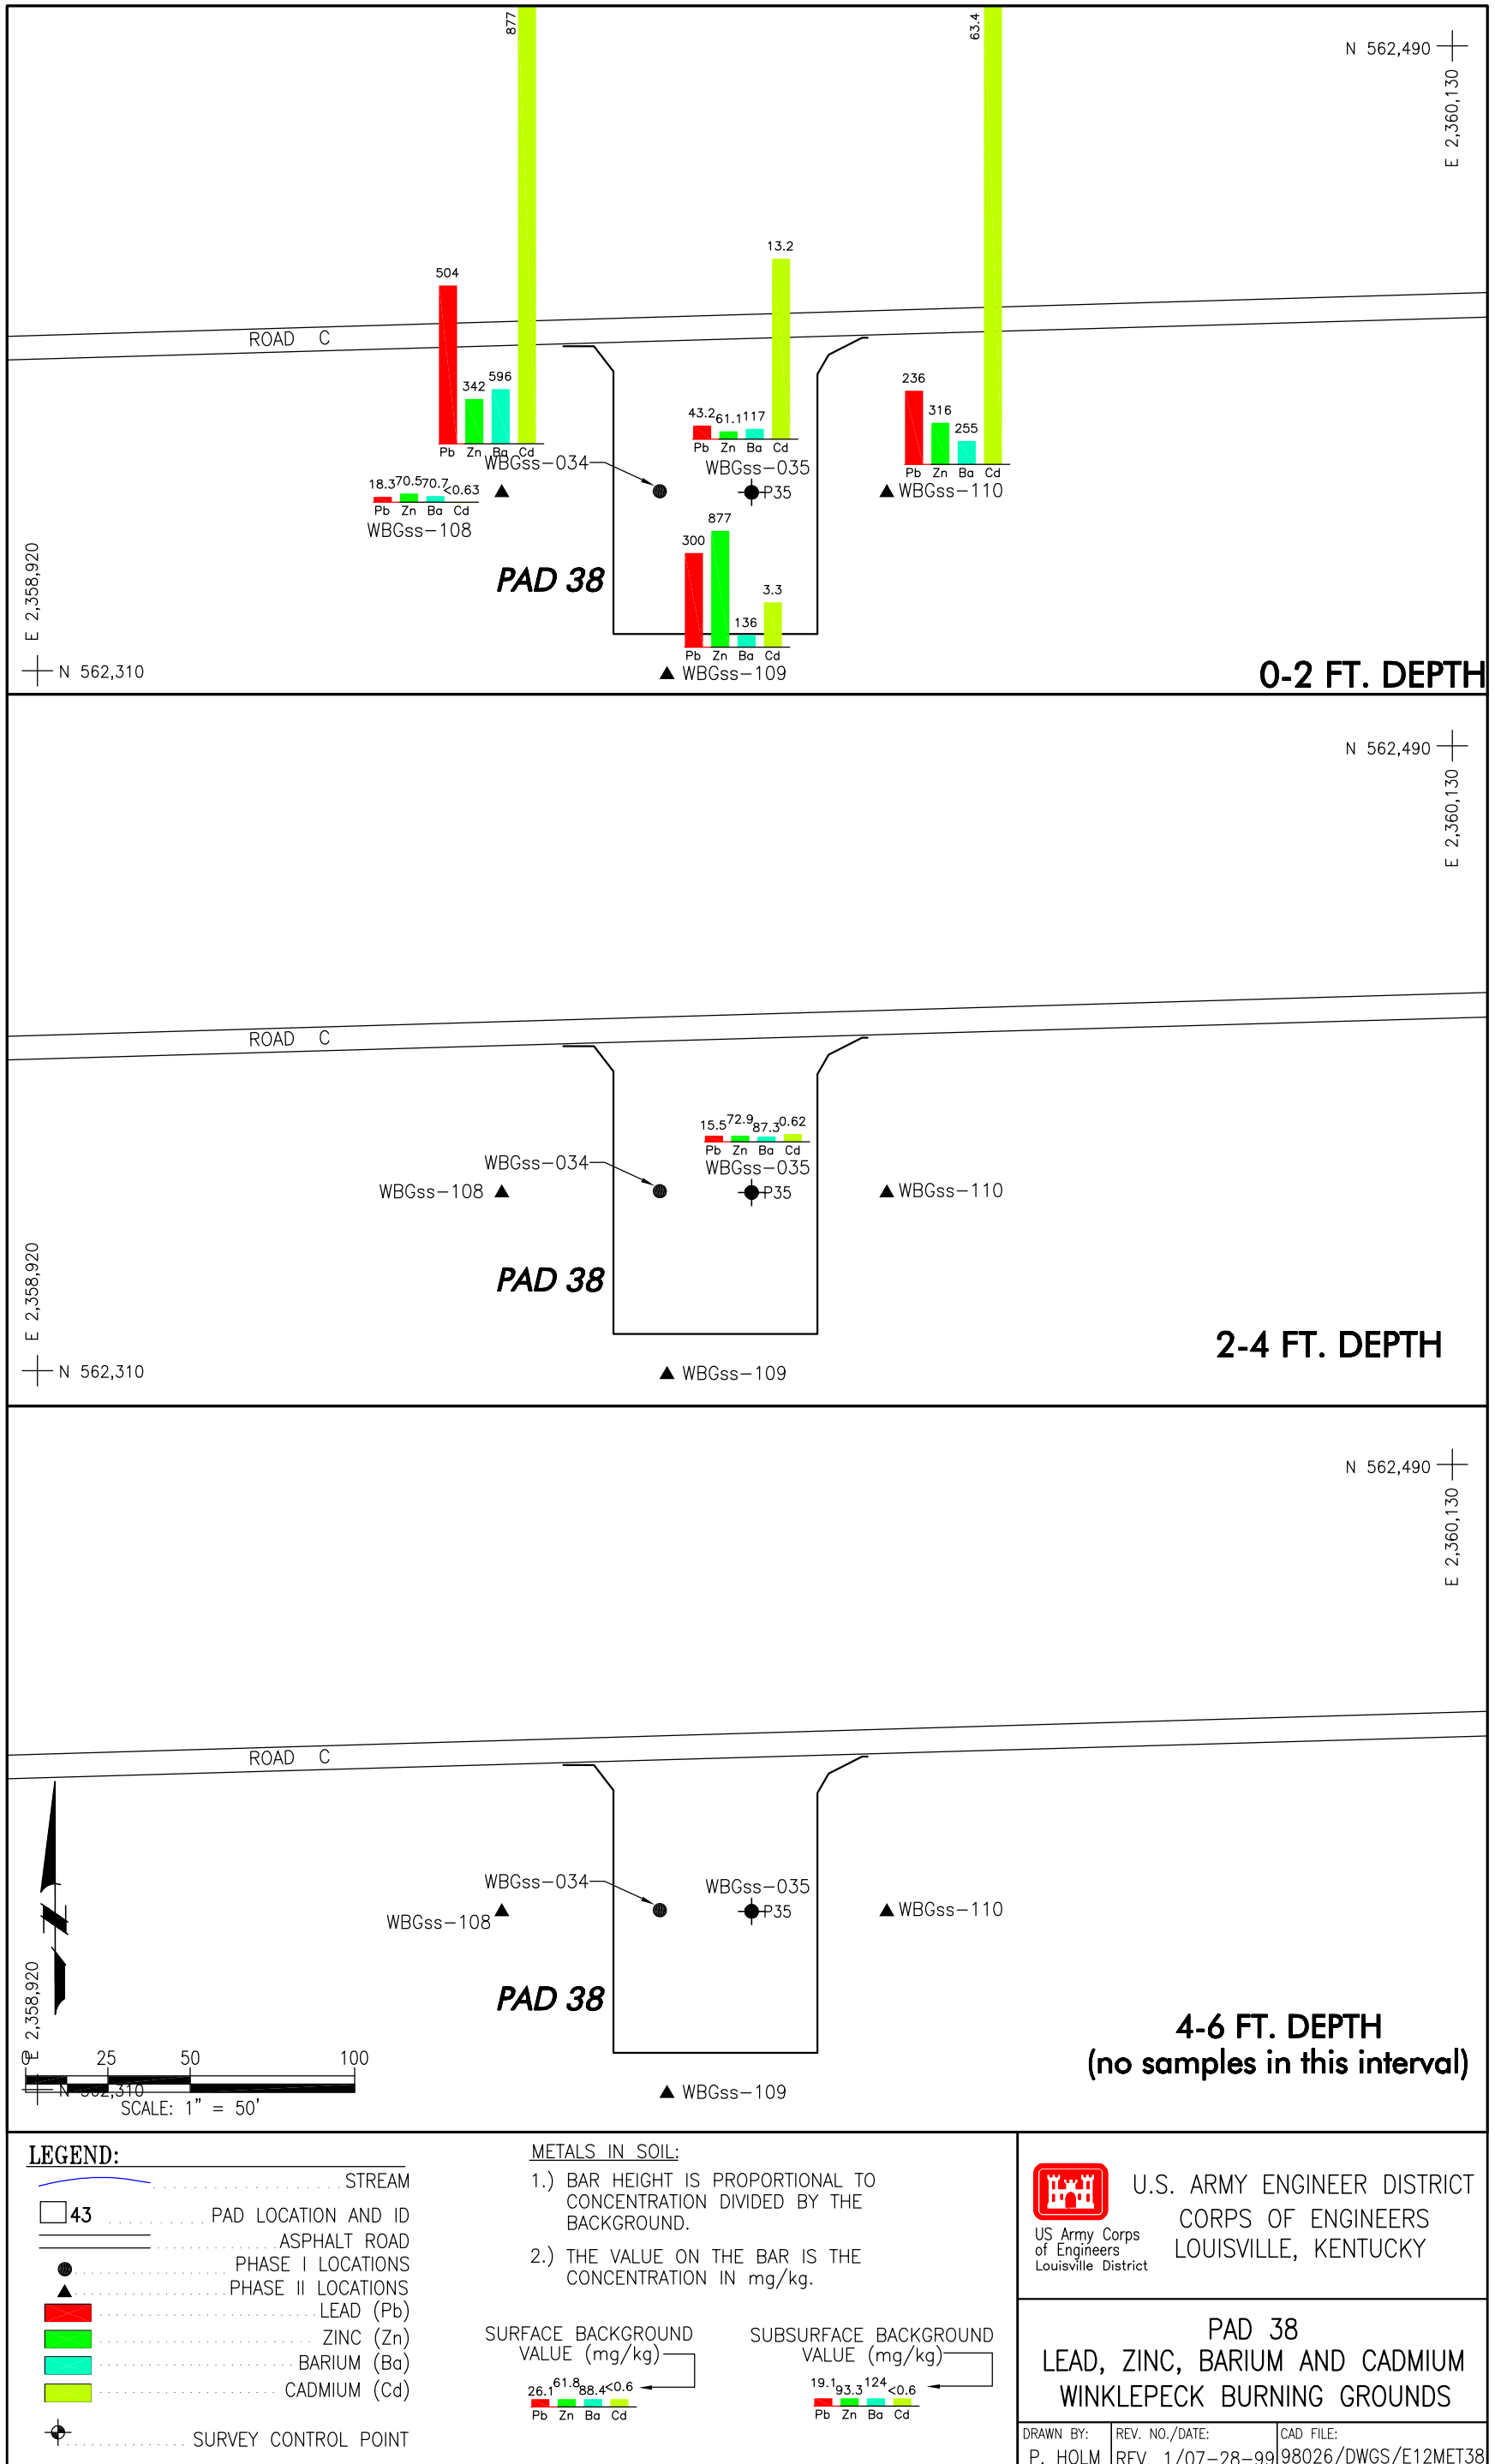 877
63.4
N 562,490
E 2,360,130
13.2
504
ROAD C
596
342
43.2 61.1 117
236
316
255
Pb Zn Ba Cd
Pb Zn Ba Cd
Pb Zn Ba Cd
WBGss-034
WBGss-035
18.3 70.5 70.7 <0.63
P35
WBGss-110
Pb Zn Ba Cd
WBGss-108
877
300
E 2,358,920
PAD 38
3.3
136
Pb Zn Ba Cd
N 562,310
WBGss-109
0-2 FT. DEPTH
N 562,490
E 2,360,130
ROAD C
15.5 72.9 87.3 0.62
Pb Zn Ba Cd
WBGss-034
WBGss-035
WBGss-108
P35
WBGss-110
E 2,358,920
PAD 38
2-4 FT. DEPTH
N 562,310
WBGss-109
N 562,490
E 2,360,130
ROAD C
WBGss-034
WBGss-035
WBGss-108
P35
WBGss-110
E 2,358,920
PAD 38
4-6 FT. DEPTH
(no samples in this interval)
0 25 50 100
N 562,310
SCALE: 1" = 50'
WBGss-109
LEGEND:
STREAM
43 PAD LOCATION AND ID
ASPHALT ROAD
PHASE I LOCATIONS
PHASE II LOCATIONS
LEAD (Pb)
ZINC (Zn)
BARIUM (Ba)
CADMIUM (Cd)
SURVEY CONTROL POINT
METALS IN SOIL:
1.) BAR HEIGHT IS PROPORTIONAL TO
CONCENTRATION DIVIDED BY THE
BACKGROUND.
2.) THE VALUE ON THE BAR IS THE
CONCENTRATION IN mg/kg.
SURFACE BACKGROUND
VALUE (mg/kg)
26.1 61.8 88.4 <0.6
Pb Zn Ba Cd
SUBSURFACE BACKGROUND
VALUE (mg/kg)
19.1 93.3 124 <0.6
Pb Zn Ba Cd
US Army Corps
of Engineers
Louisville District
U.S. ARMY ENGINEER DISTRICT
CORPS OF ENGINEERS
LOUISVILLE, KENTUCKY
PAD 38
LEAD, ZINC, BARIUM AND CADMIUM
WINKLEPECK BURNING GROUNDS
DRAWN BY:
P. HOLM
REV. NO./DATE:
REV. 1/07-28-99
CAD FILE:
98026/DWGS/E12MET38